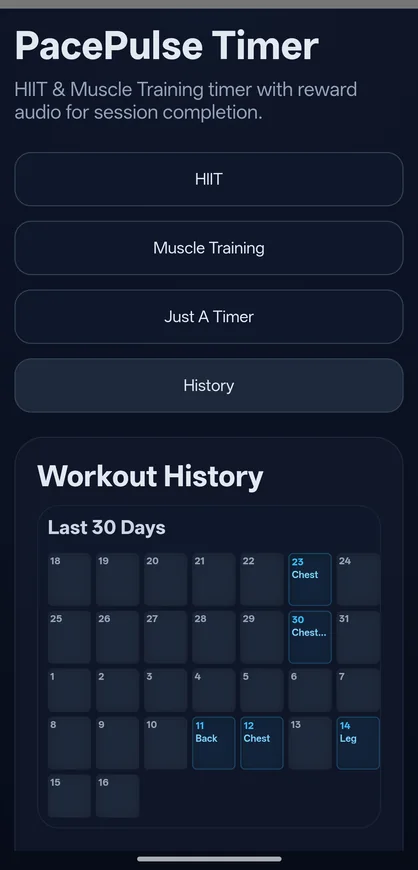 PacePulse Timer
HIIT & Muscle Training timer with reward
audio for session completion.
HIIT
Muscle Training
Just A Timer
History
Workout History
Last 30 Days
18 19 20 21 22 23 24
Chest
25 26 27 28 29 30 31
Chest...
1 2 3 4 5 6 7
8 9 10 11 12 13 14
Back Chest Leg
15 16